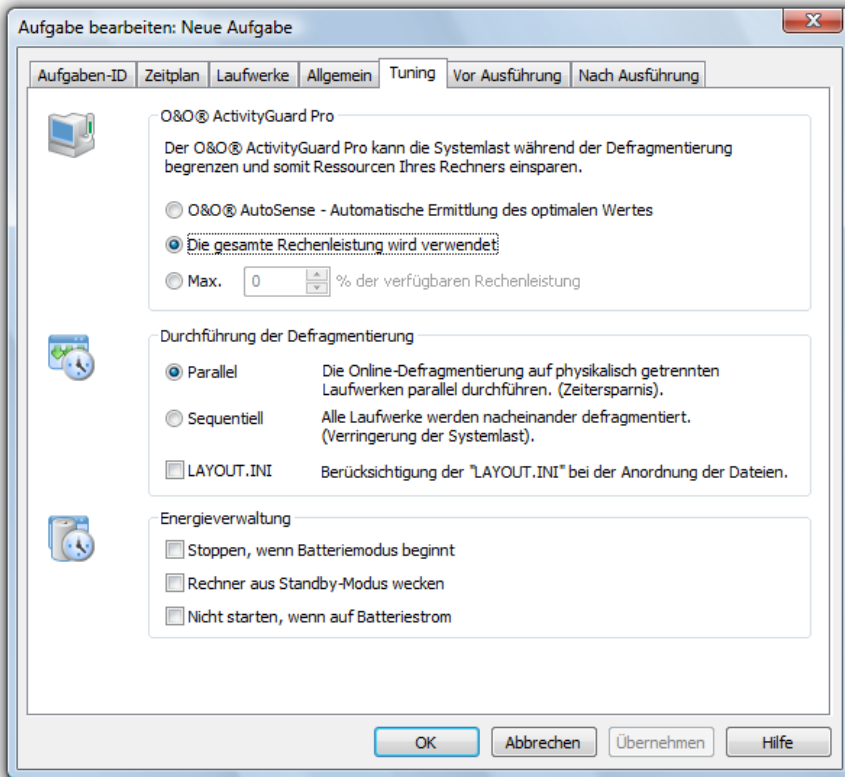 Aufgabe bearbeiten: Neue Aufgabe
Aufgaben-ID Zeitplan Laufwerke Allgemein Tuning Vor Ausführung Nach Ausführung
O&O® ActivityGuard Pro
Der O&O® ActivityGuard Pro kann die Systemlast während der Defragmentierung
begrenzen und somit Ressourcen Ihres Rechners einsparen.
O&O® AutoSense - Automatische Ermittlung des optimalen Wertes
Die gesamte Rechenleistung wird verwendet
Max. 0 % der verfügbaren Rechenleistung
Durchführung der Defragmentierung
Parallel Die Online-Defragmentierung auf physikalisch getrennten
Laufwerken parallel durchführen. (Zeitersparnis).
Sequentiell Alle Laufwerke werden nacheinander defragmentiert.
(Verringerung der Systemlast).
LAYOUT.INI Berücksichtigung der "LAYOUT.INI" bei der Anordnung der Dateien.
Energieverwaltung
Stoppen, wenn Batteriemodus beginnt
Rechner aus Standby-Modus wecken
Nicht starten, wenn auf Batteriestrom
OK Abbrechen Übernehmen Hilfe